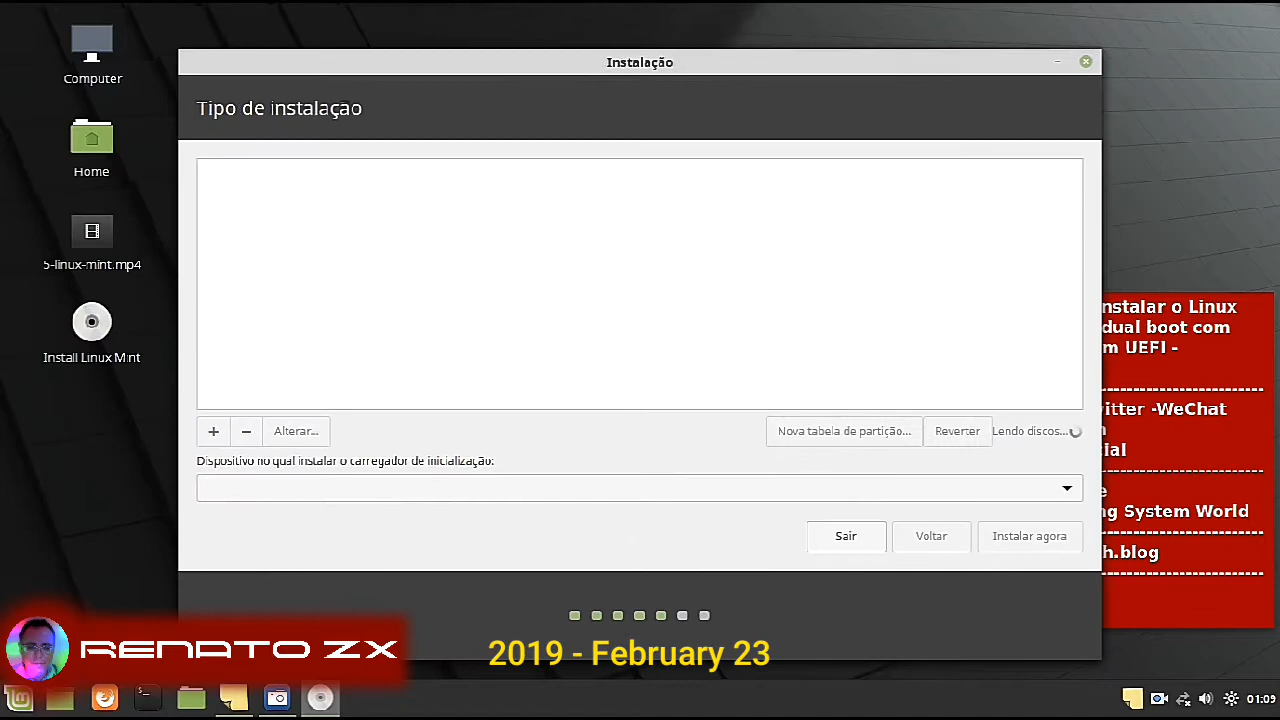 Computer
Home
5-linux-mint.mp4
Install Linux Mint
Instalação
Tipo de instalação
+ − Alterar...
Nova tabela de partição... Reverter Lendo discos...
Dispositivo no qual instalar o carregador de inicialização:
Sair Voltar Instalar agora
nstalar o Linux
dual boot com
m UEFI -
-----------------------
itter -WeChat
ial
-----------------------
e
ng System World
-----------------------
h.blog
-----------------------
RENATO ZX
2019 - February 23
01:09